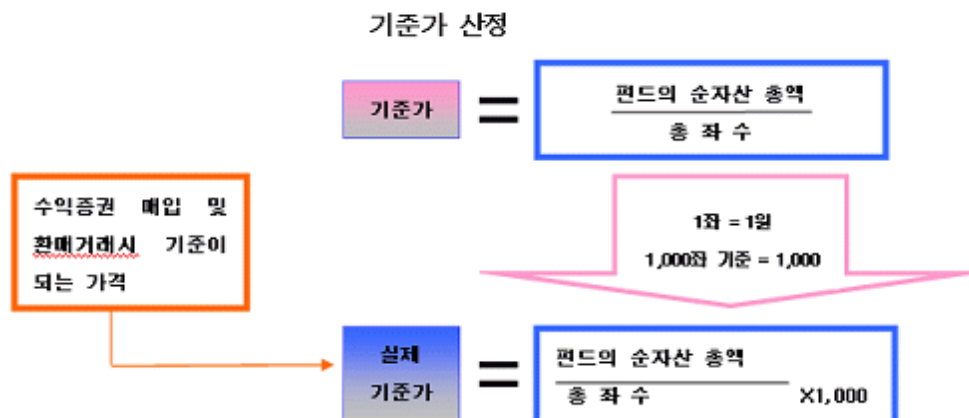 기준가 산정
기준가
=
펀드의 순자산 총액
총 좌 수
수익증권 매입 및
환매거래시 기준이
되는 가격
1좌 = 1원
1,000좌 기준 = 1,000
실제
기준가
=
펀드의 순자산 총액
총 좌 수 X1,000